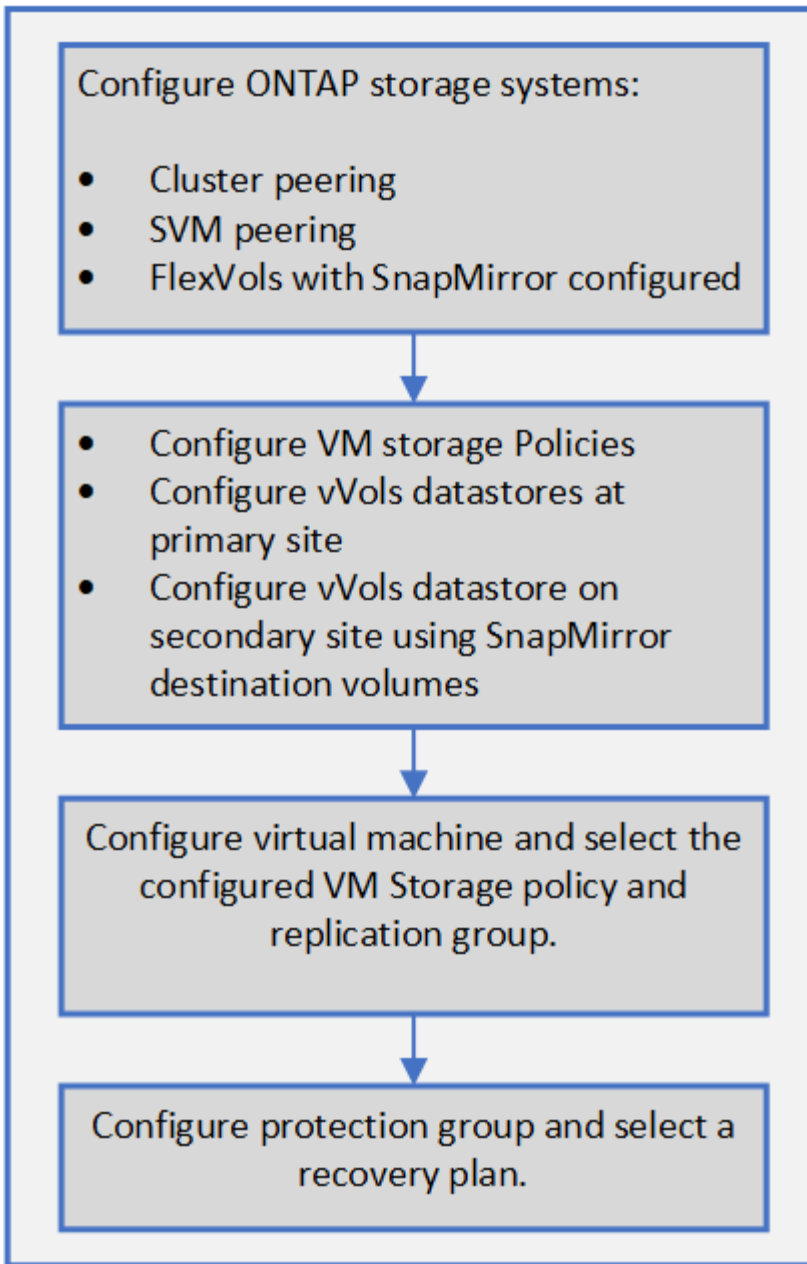 Configure ONTAP storage systems:
• Cluster peering
• SVM peering
• FlexVols with SnapMirror configured
• Configure VM storage Policies
• Configure vVols datastores at
primary site
• Configure vVols datastore on
secondary site using SnapMirror
destination volumes
Configure virtual machine and select the
configured VM Storage policy and
replication group.
Configure protection group and select a
recovery plan.